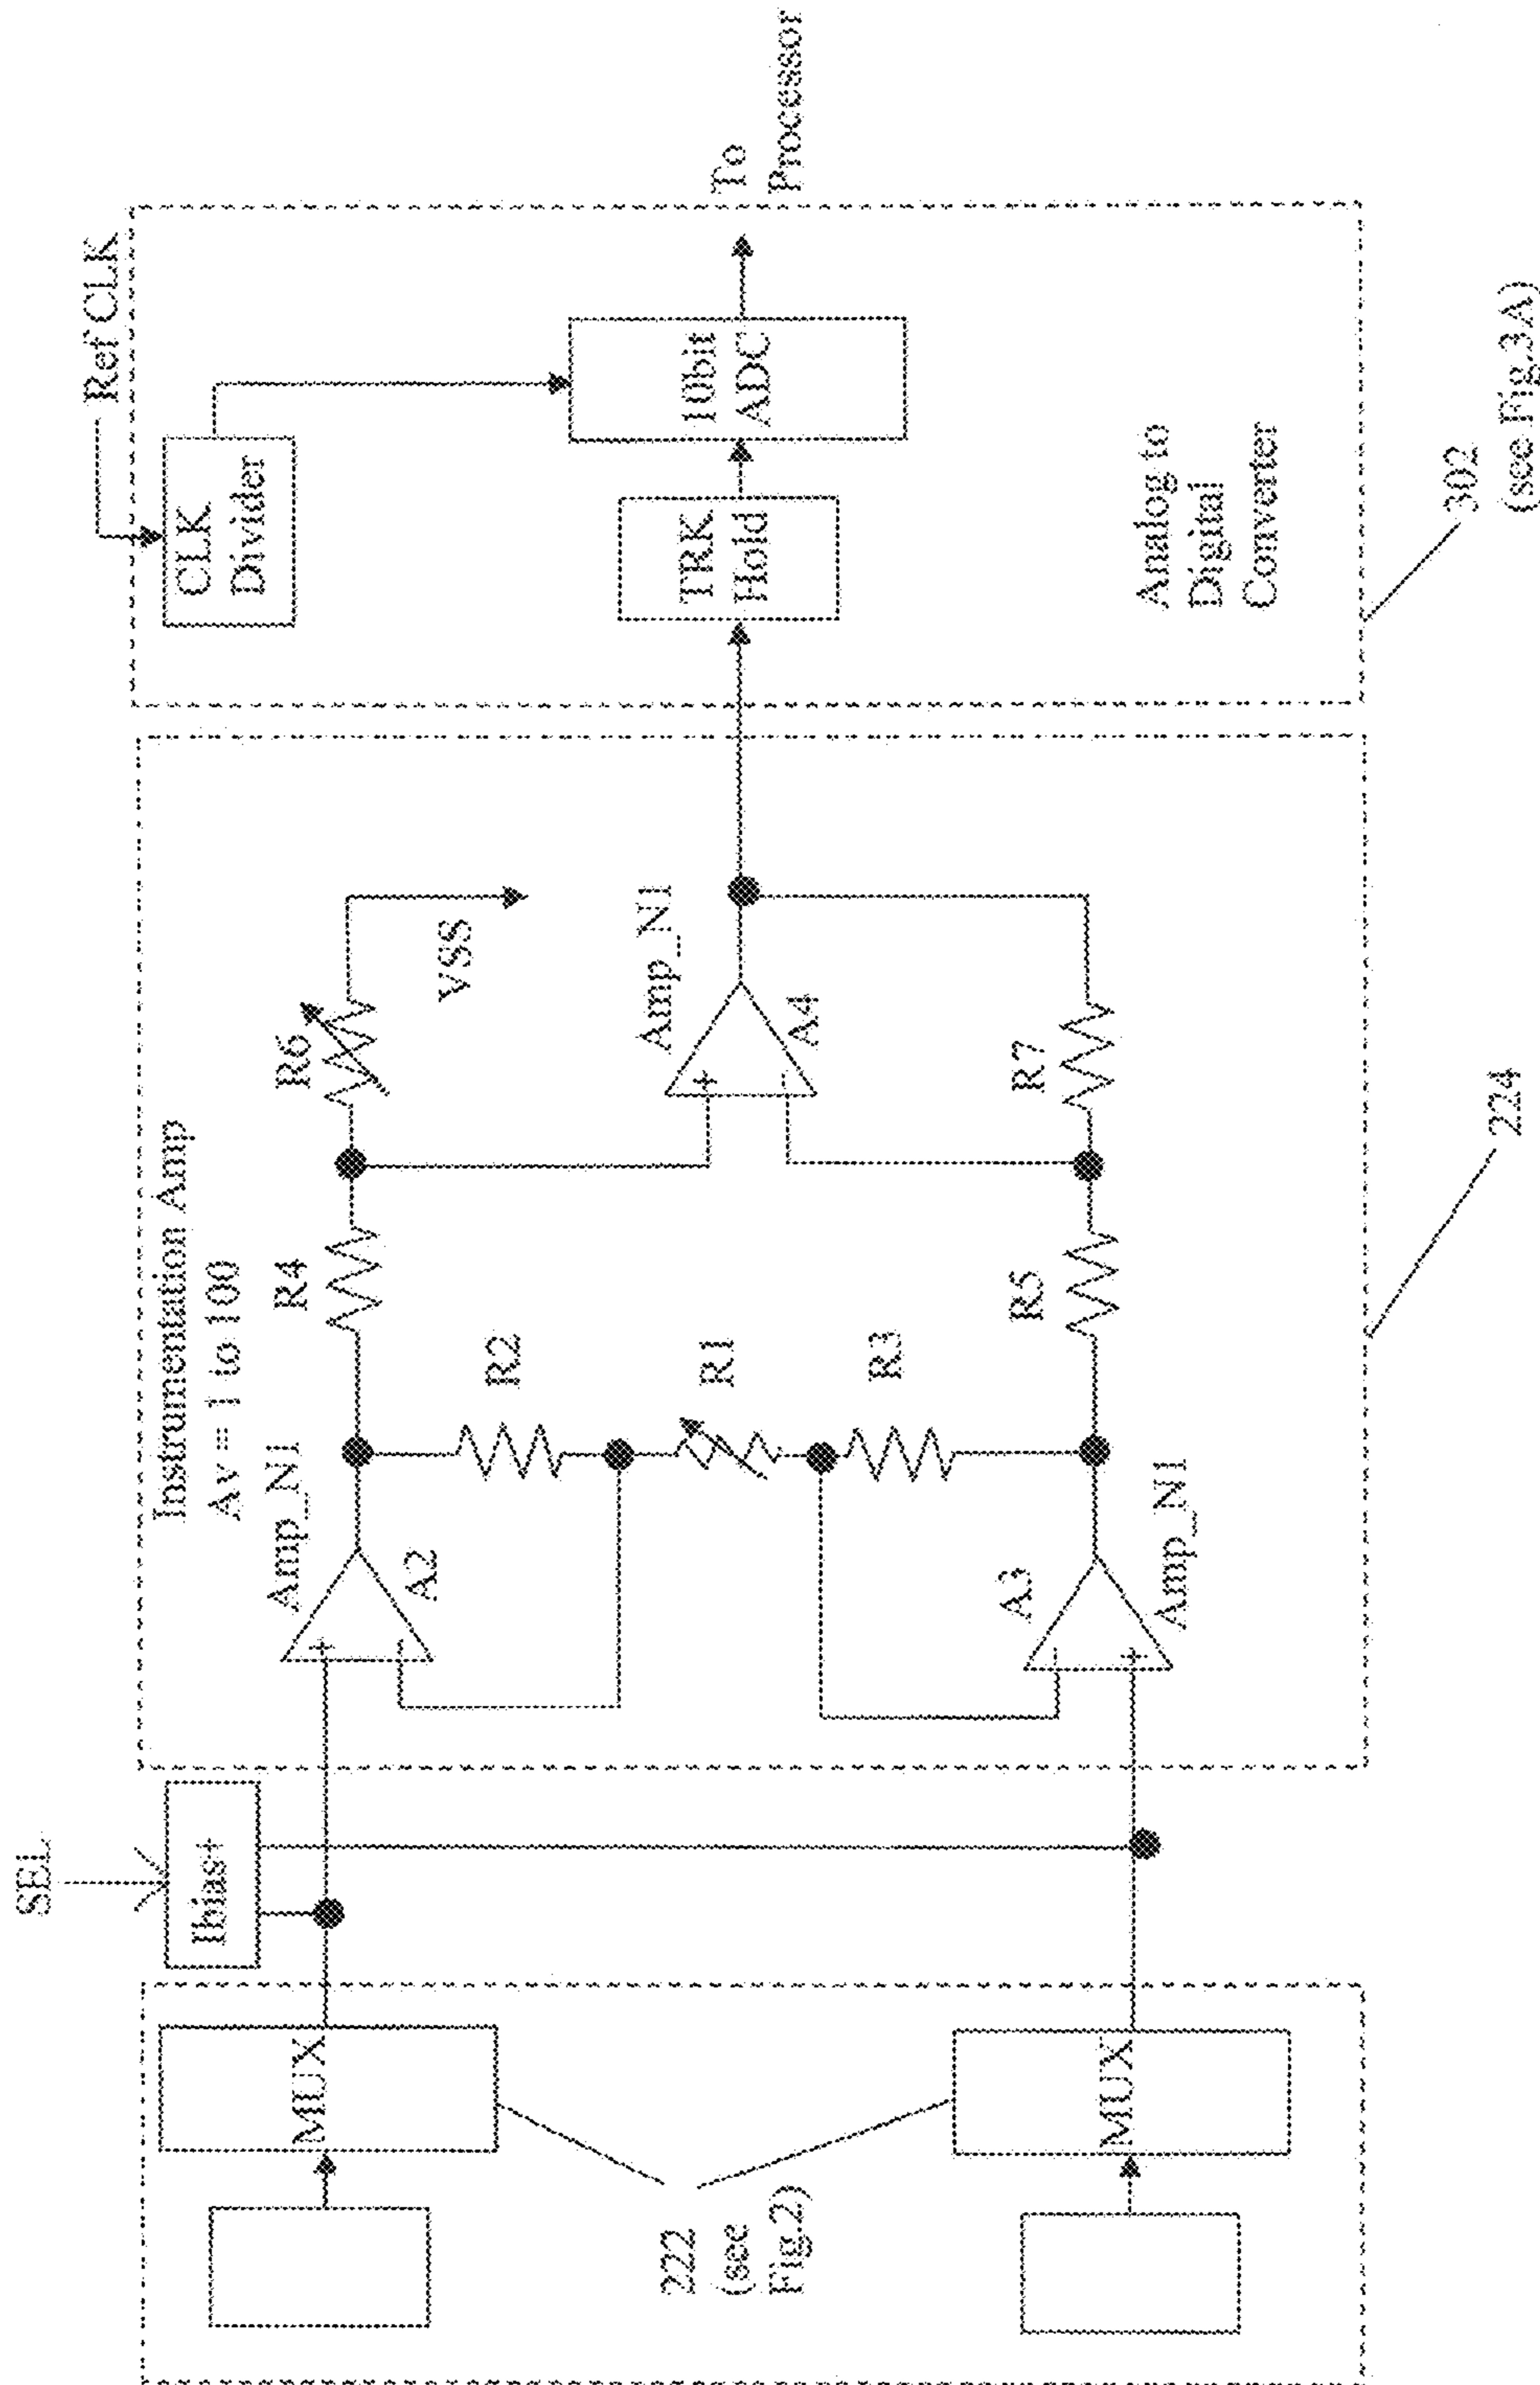 SEL
Ibias+
MUX
MUX
222
(see
Fig.2)
Instrumentation Amp
Av = 1 to 100
Amp_N1
+
-
A2
R4
R6
VSS
R2
R1
R3
Amp_N1
+
-
A4
A3
-
+
Amp_N1
R5
R7
224
Ref CLK
CLK
Divider
TRK
Hold
10bit
ADC
To
Processor
Analog to
Digital
Converter
302
(see Fig.3A)